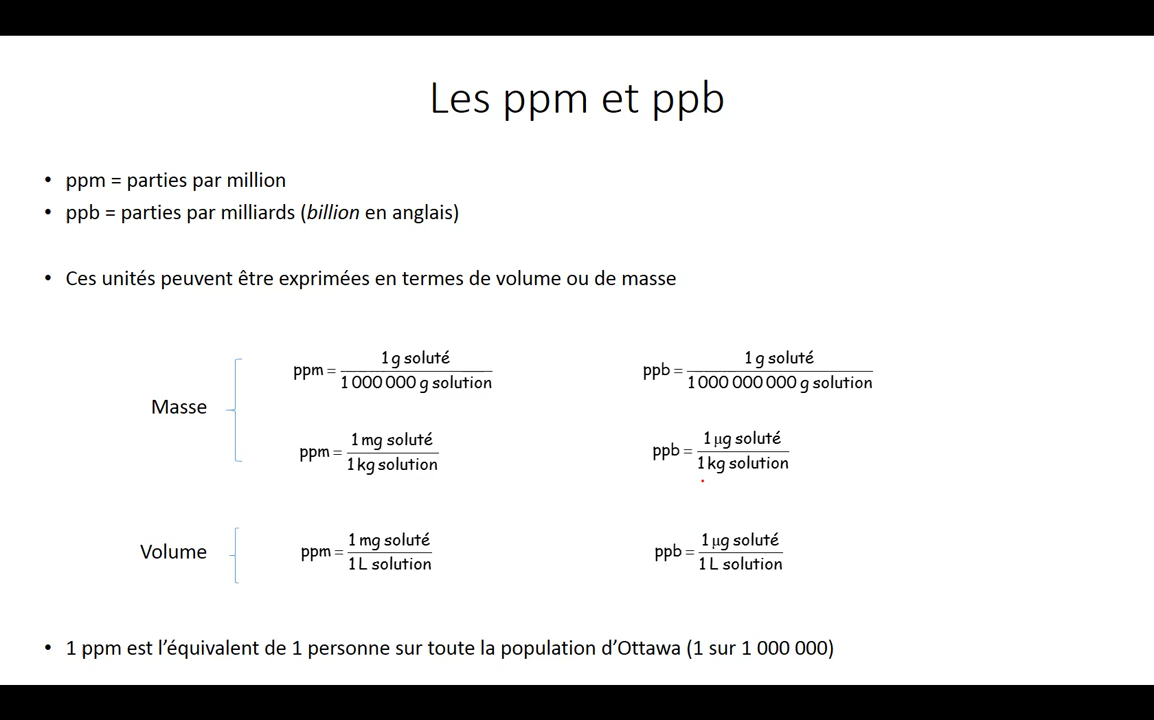 Les ppm et ppb
• ppm = parties par million
• ppb = parties par milliards (billion en anglais)
• Ces unités peuvent être exprimées en termes de volume ou de masse
Masse
ppm = 1 g soluté / 1 000 000 g solution
ppb = 1 g soluté / 1 000 000 000 g solution
ppm = 1 mg soluté / 1 kg solution
ppb = 1 µg soluté / 1 kg solution
Volume
ppm = 1 mg soluté / 1 L solution
ppb = 1 µg soluté / 1 L solution
• 1 ppm est l’équivalent de 1 personne sur toute la population d’Ottawa (1 sur 1 000 000)